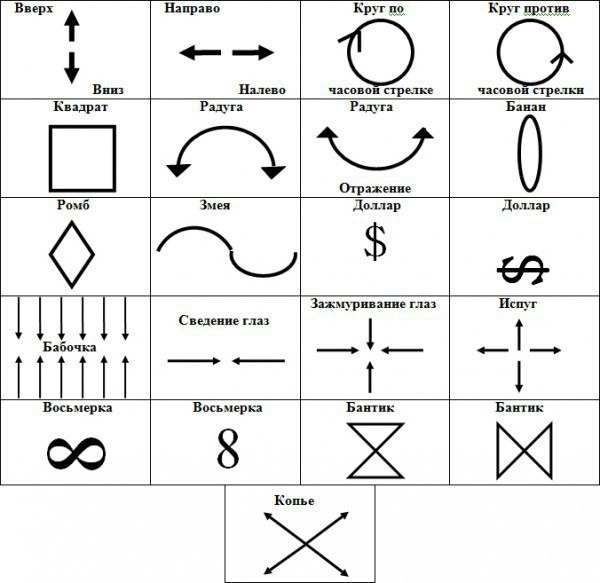 Вверх
Вниз
Направо
Налево
Круг по
часовой стрелке
Круг против
часовой стрелки
Квадрат
Радуга
Радуга
Отражение
Банан
Ромб
Змея
Доллар
$
Доллар
$
Бабочка
Сведение глаз
Зажмуривание глаз
Испуг
Восьмерка
Восьмерка
8
Бантик
Бантик
Копье